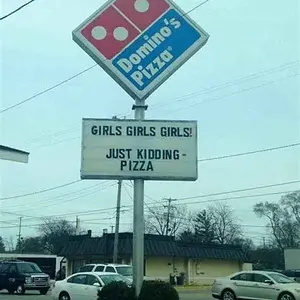 Domino's
Pizza
GIRLS GIRLS GIRLS!
JUST KIDDING -
PIZZA